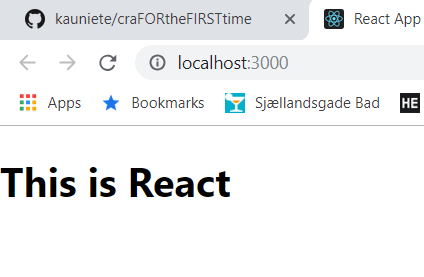 kauniete/craFORtheFIRSTtime React App
localhost:3000
Apps Bookmarks Sjællandsgade Bad HE
This is React